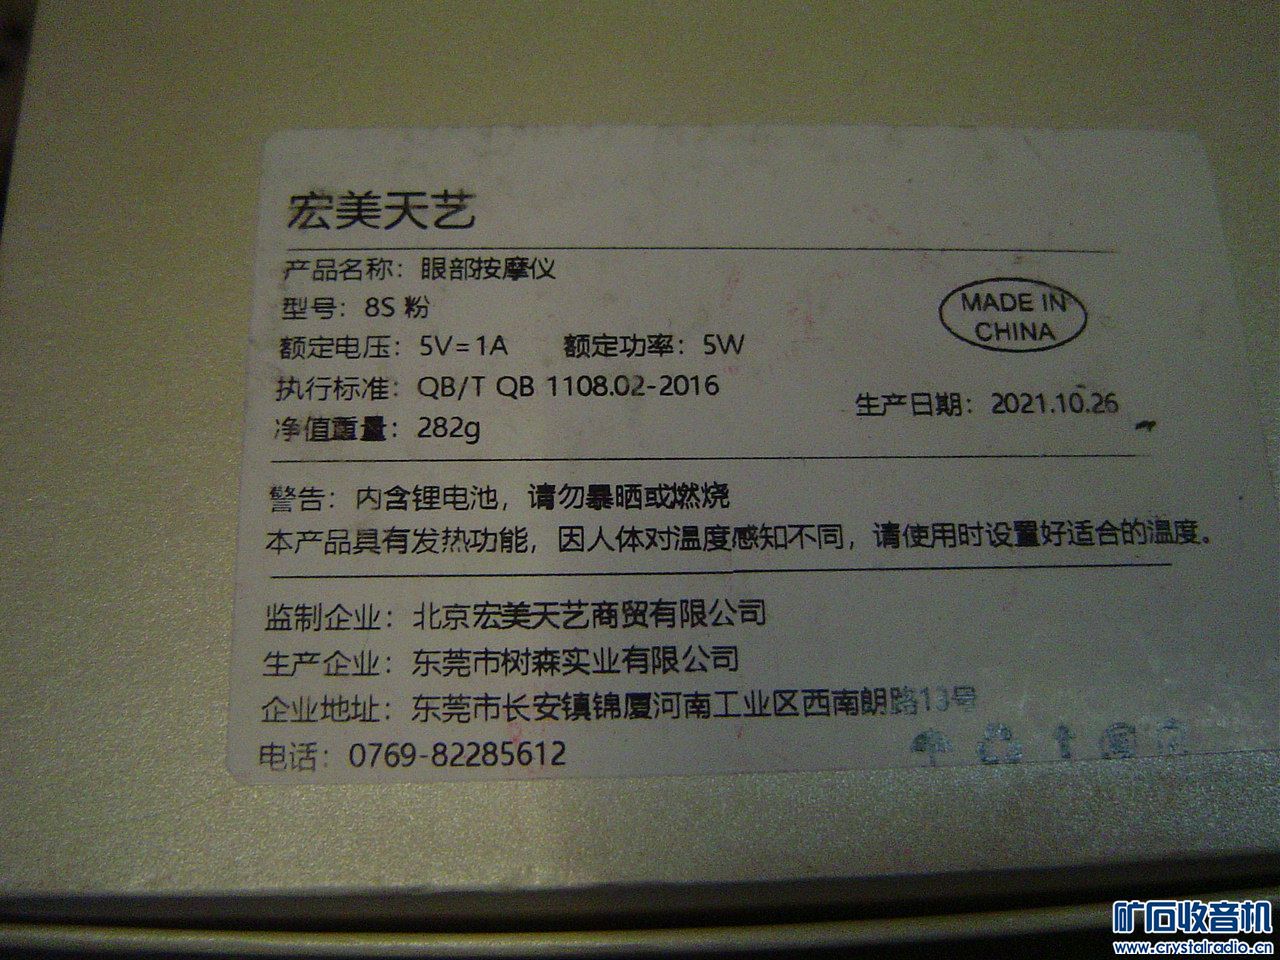 宏美天艺
产品名称：眼部按摩仪
型号：8S 粉
MADE IN
CHINA
额定电压：5V=1A 额定功率：5W
执行标准：QB/T QB 1108.02-2016
生产日期：2021.10.26
净值重量：282g
警告：内含锂电池，请勿暴晒或燃烧
本产品具有发热功能，因人体对温度感知不同，请使用时设置好适合的温度。
监制企业：北京宏美天艺商贸有限公司
生产企业：东莞市树森实业有限公司
企业地址：东莞市长安镇锦厦河南工业区西南朗路13号
电话：0769-82285612
矿石收音机
www.crystalradio.cn